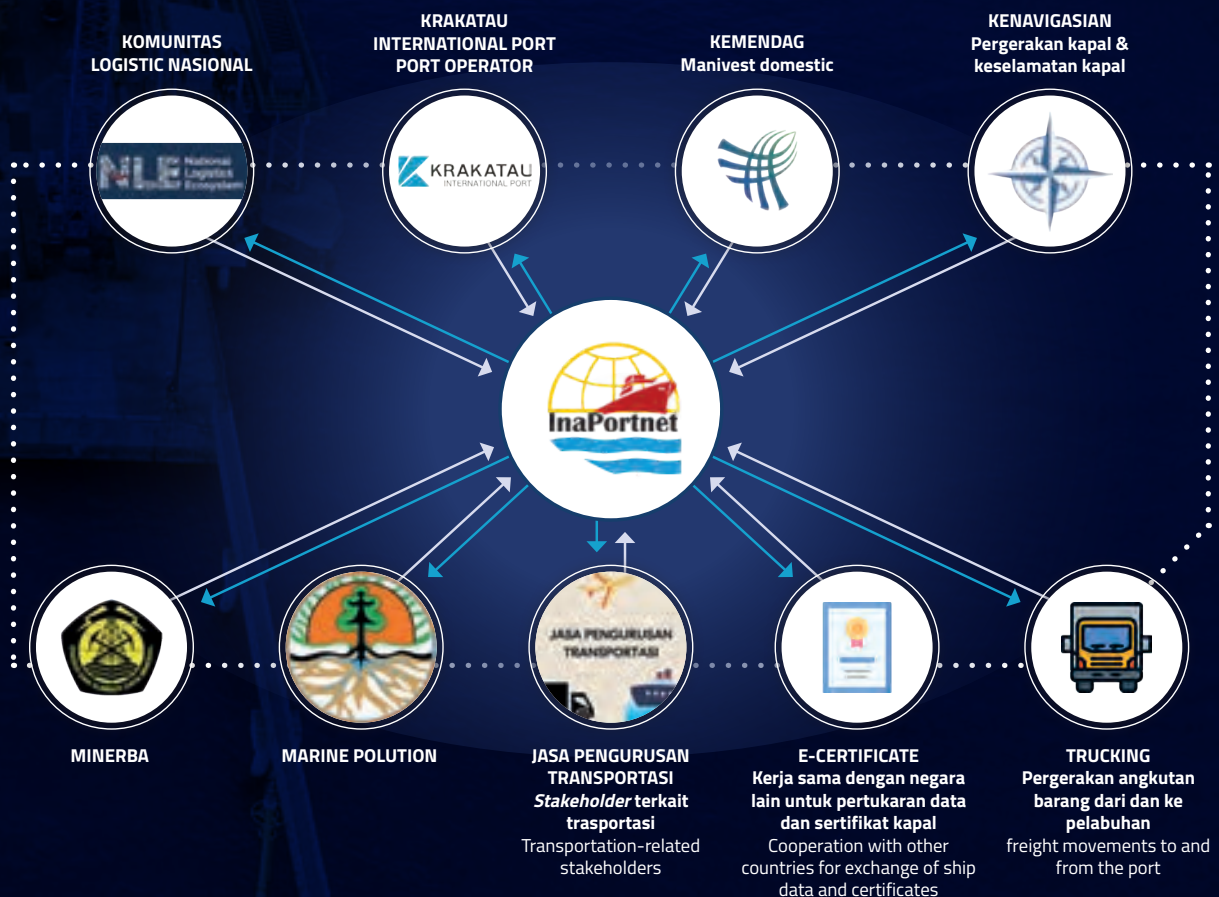 KOMUNITAS
LOGISTIC NASIONAL
KRAKATAU
INTERNATIONAL PORT
PORT OPERATOR
KEMENDAG
Manivest domestic
KENAVIGASIAN
Pergerakan kapal &
keselamatan kapal
NLE
National
Logistics
Ecosystem
KRAKATAU
INTERNATIONAL PORT
InaPortnet
JASA PENGURUSAN
TRANSPORTASI
MINERBA
MARINE POLUTION
JASA PENGURUSAN
TRANSPORTASI
Stakeholder terkait
trasportasi
Transportation-related
stakeholders
E-CERTIFICATE
Kerja sama dengan negara
lain untuk pertukaran data
dan sertifikat kapal
Cooperation with other
countries for exchange of ship
data and certificates
TRUCKING
Pergerakan angkutan
barang dari dan ke
pelabuhan
freight movements to and
from the port